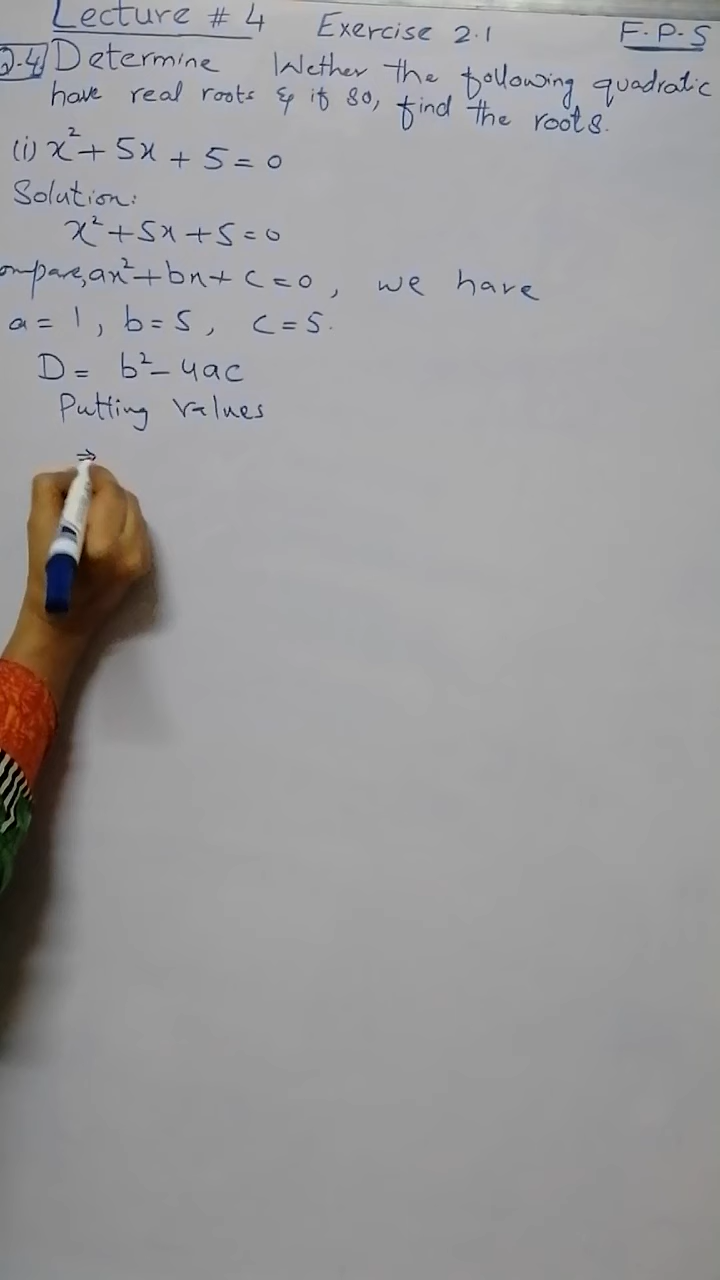 Lecture # 4 Exercise 2.1 F.P.S
Q.4 Determine Wether the following quadratic
have real roots & if so, find the roots.
(i) x² + 5x + 5 = 0
Solution:
x² + 5x + 5 = 0
ompare, ax² + bx + c = 0, we have
a = 1, b = 5, c = 5.
D = b² - 4ac
Putting Values
⇒